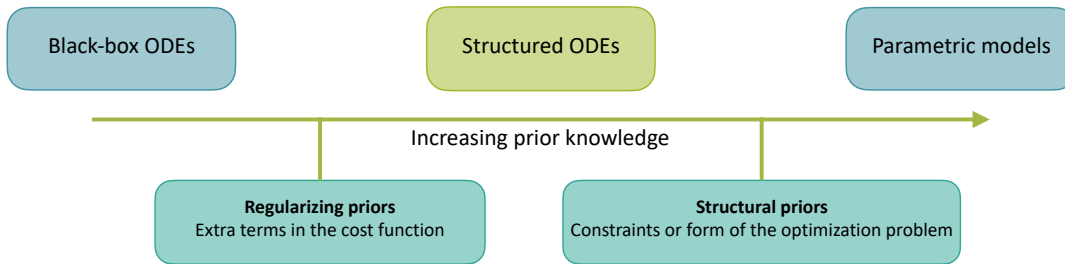 Black-box ODEs
Structured ODEs
Parametric models
Increasing prior knowledge
Regularizing priors
Extra terms in the cost function
Structural priors
Constraints or form of the optimization problem